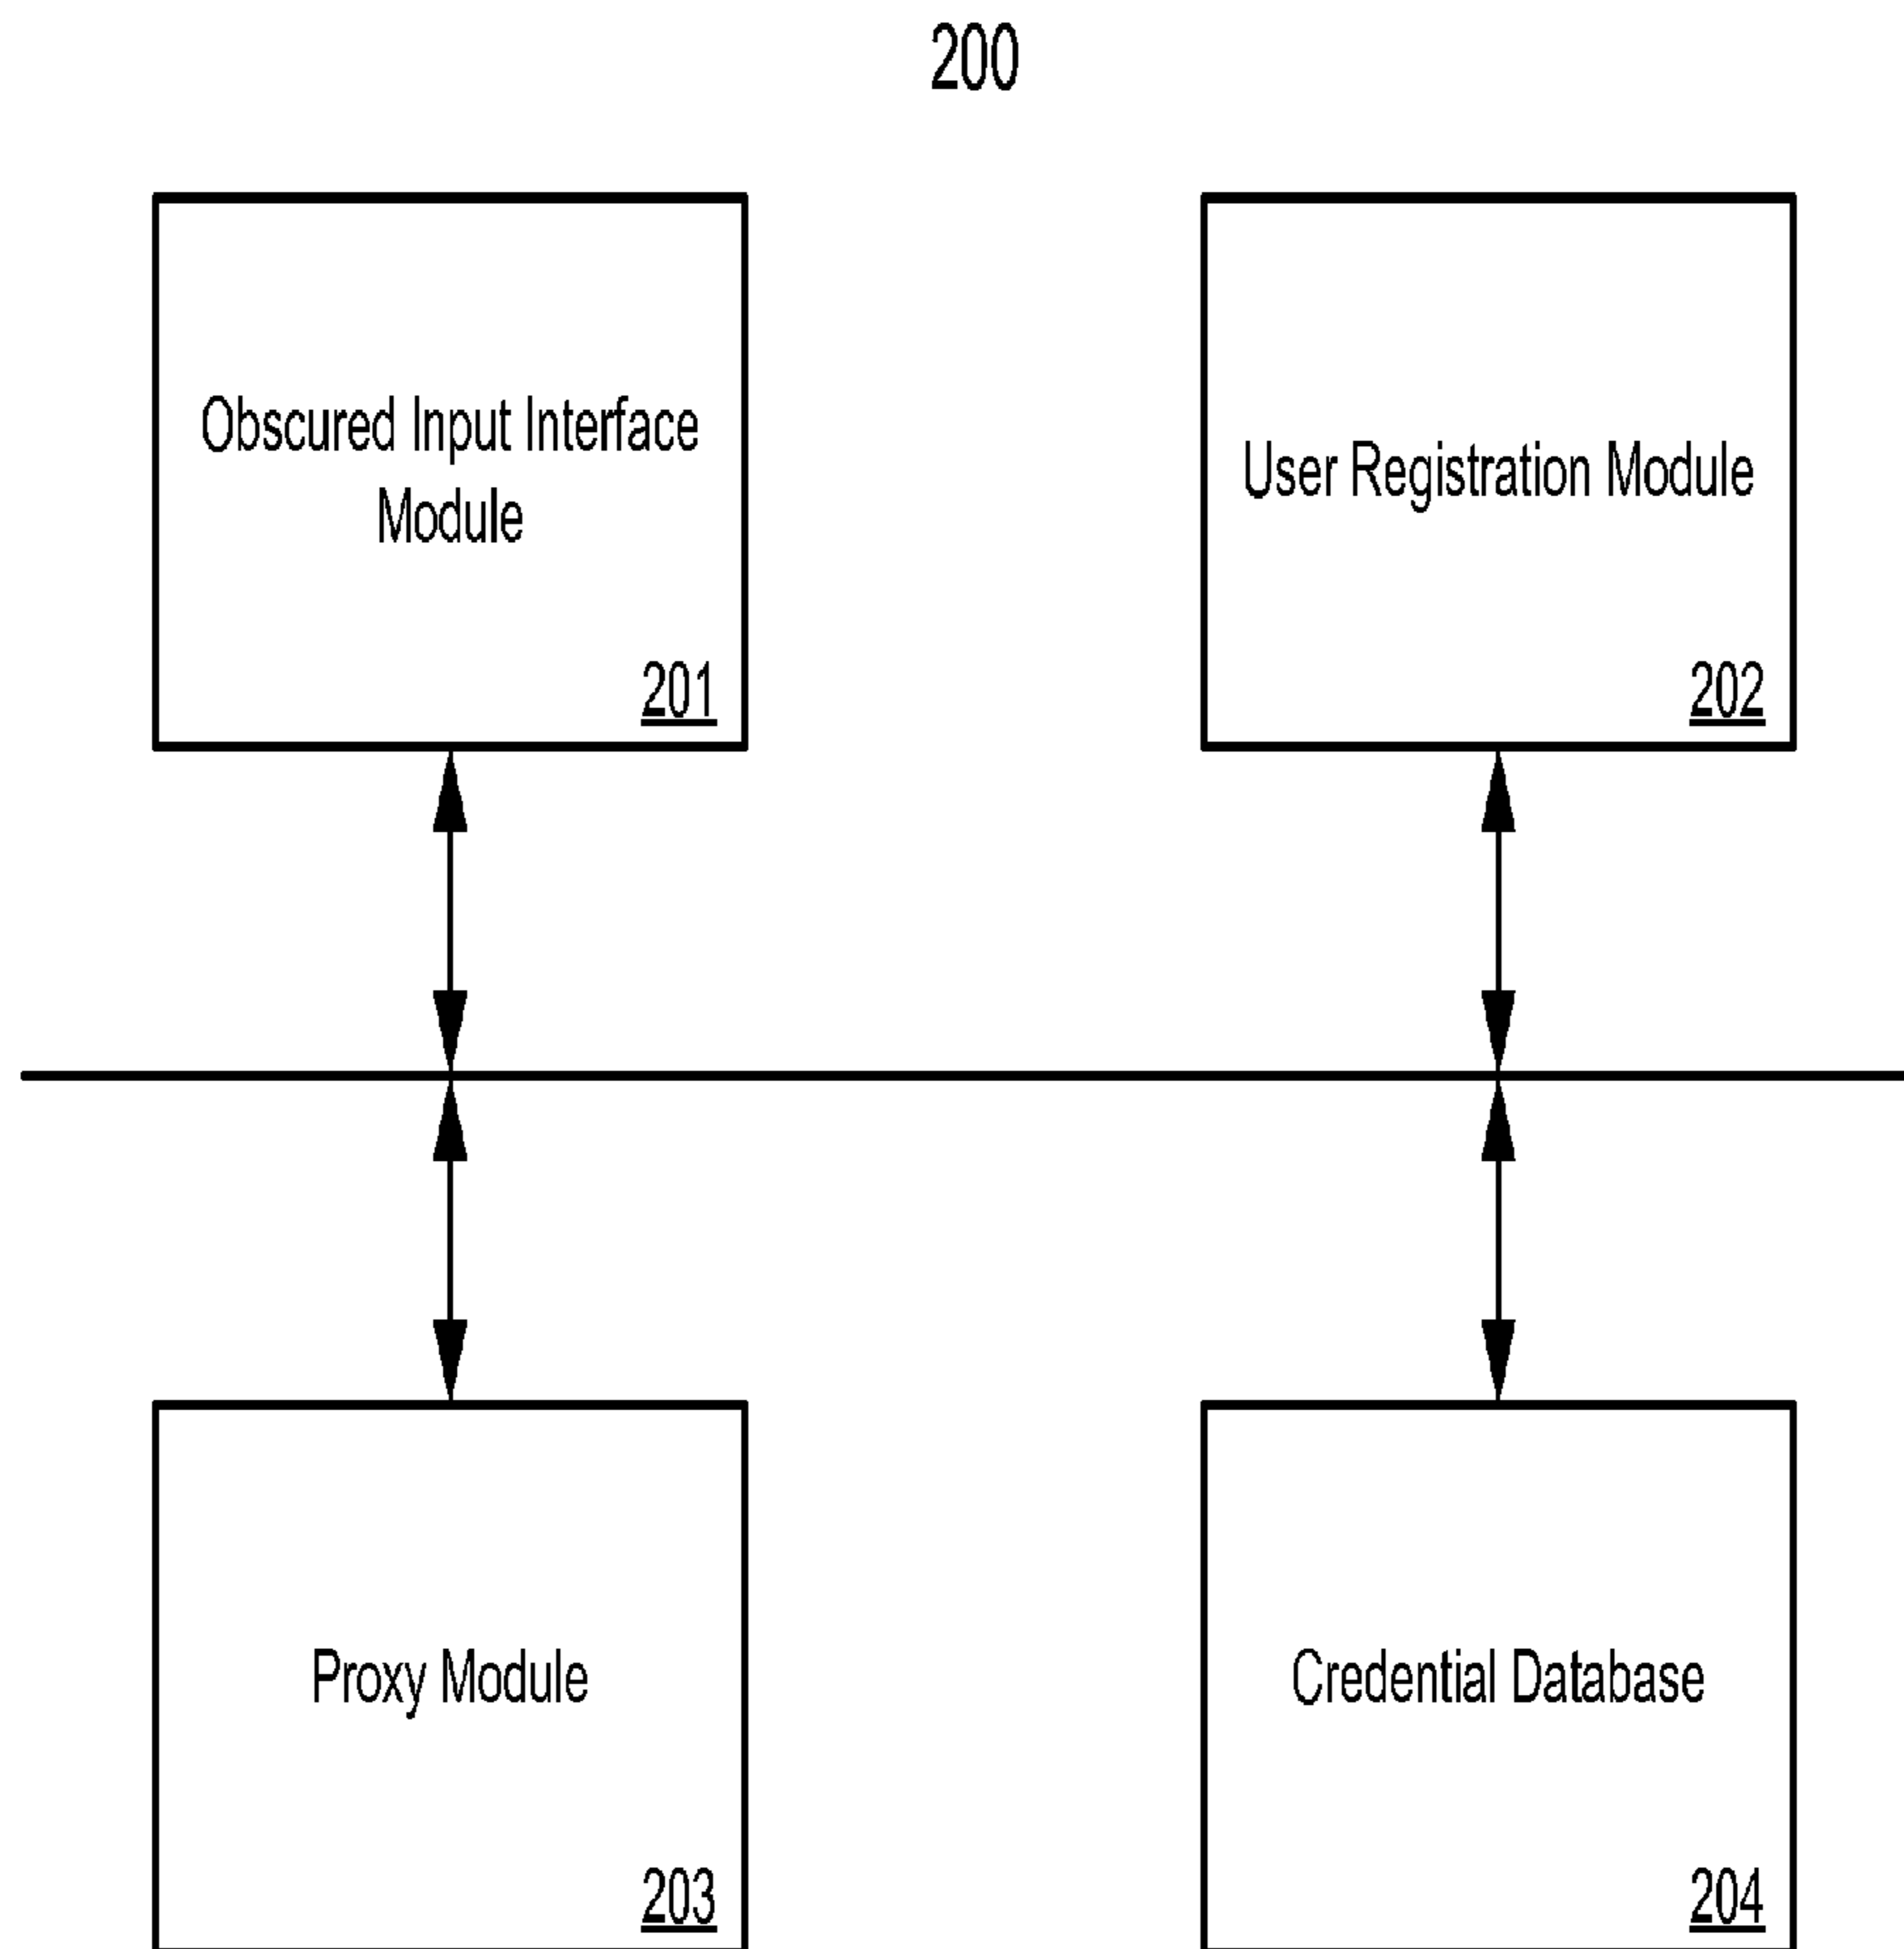 200
Obscured Input Interface
Module
201
User Registration Module
202
Proxy Module
203
Credential Database
204